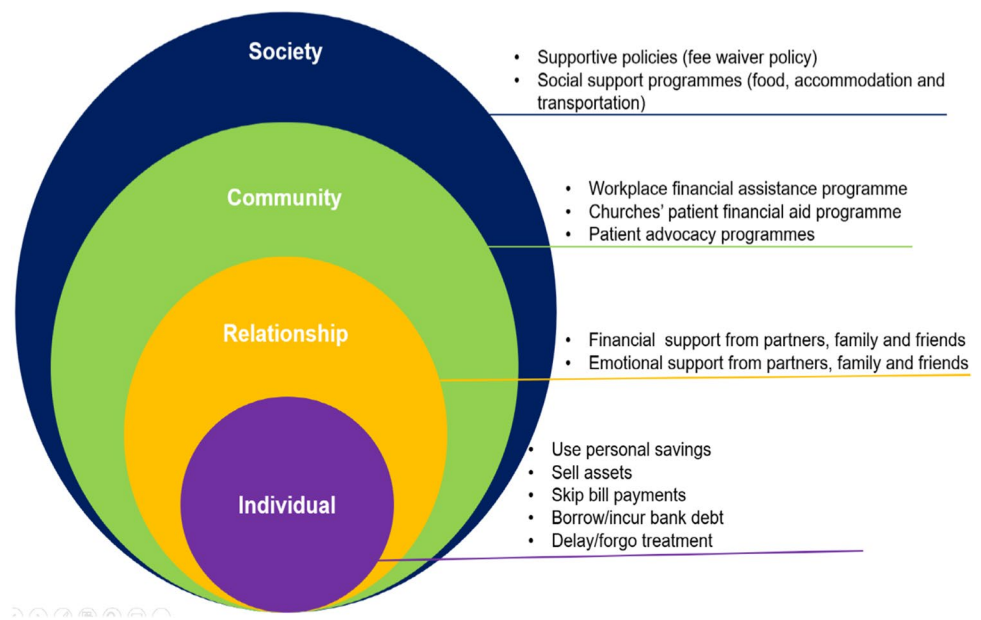 Society
• Supportive policies (fee waiver policy)
• Social support programmes (food, accommodation and
transportation)
Community
• Workplace financial assistance programme
• Churches' patient financial aid programme
• Patient advocacy programmes
Relationship
• Financial support from partners, family and friends
• Emotional support from partners, family and friends
Individual
• Use personal savings
• Sell assets
• Skip bill payments
• Borrow/incur bank debt
• Delay/forgo treatment